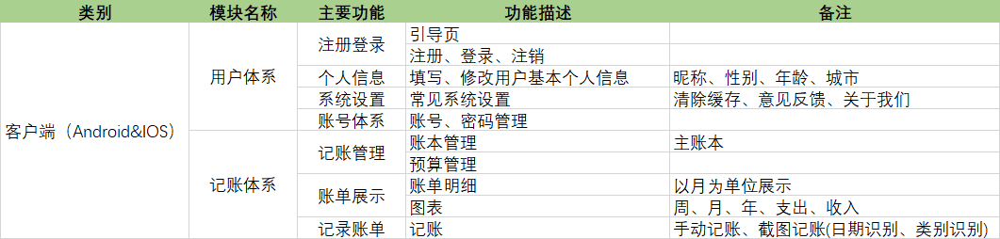 类别 模块名称 主要功能 功能描述 备注
客户端（Android&IOS） 用户体系 注册登录 引导页
注册、登录、注销
个人信息 填写、修改用户基本个人信息 昵称、性别、年龄、城市
系统设置 常见系统设置 清除缓存、意见反馈、关于我们
账号体系 账号、密码管理
记账体系 记账管理 账本管理 主账本
预算管理
账单展示 账单明细 以月为单位展示
图表 周、月、年、支出、收入
记录账单 记账 手动记账、截图记账(日期识别、类别识别)